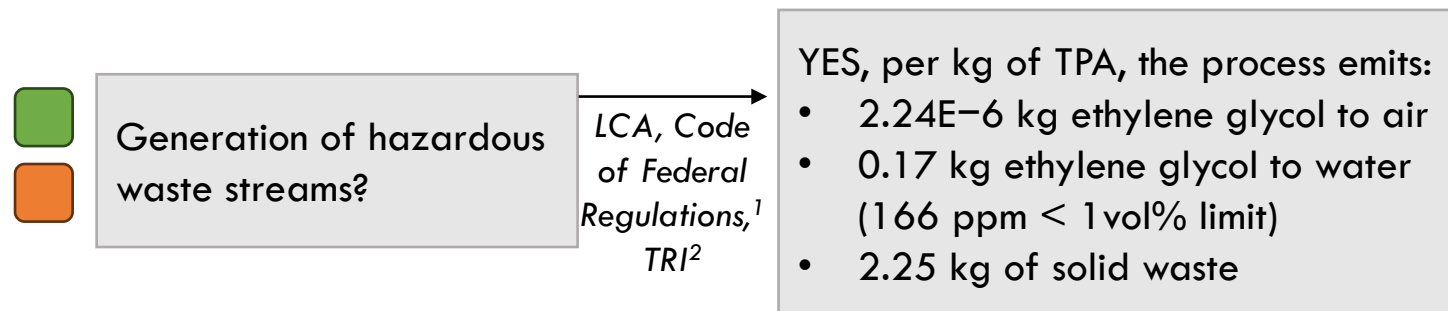 Generation of hazardous
waste streams?
LCA, Code
of Federal
Regulations,¹
TRI²
YES, per kg of TPA, the process emits:
• 2.24E−6 kg ethylene glycol to air
• 0.17 kg ethylene glycol to water
(166 ppm < 1vol% limit)
• 2.25 kg of solid waste